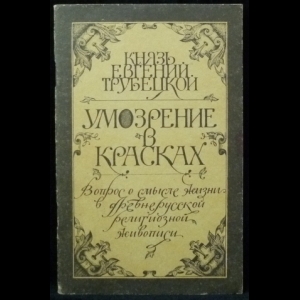 КНЯЗЬ
ЕВГЕНИЙ
ТРУБЕЦКОЙ
УМОЗРЕНИЕ
В
КРАСКАХ
Вопрос о смысле жизни
в древнерусской
религиозной
живописи